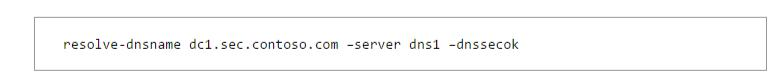 resolve-dnsname dc1.sec.contoso.com –server dns1 –dnssecok